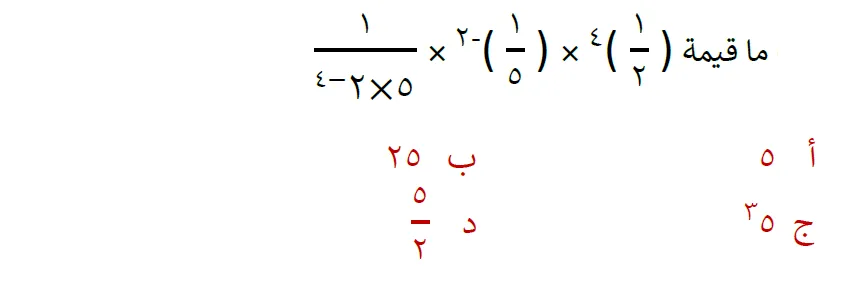 ما قيمة (١/٢)^٤ × (١/٥)^-٢ × ١/(٥×٢^-٤)
أ ٥ ب ٢٥
ج ٥^٣ د ٥/٢